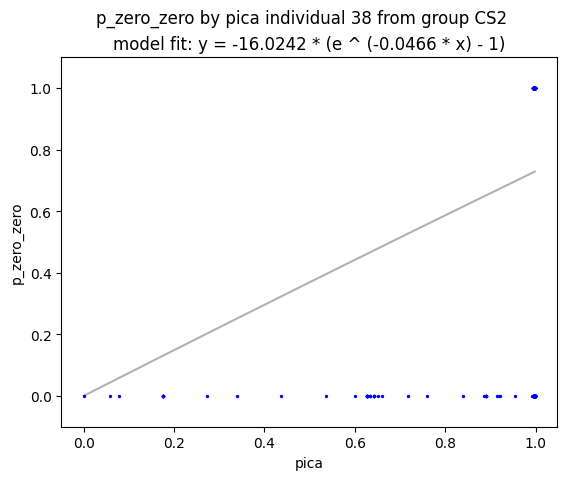 p_zero_zero by pica individual 38 from group CS2
model fit: y = -16.0242 * (e ^ (-0.0466 * x) - 1)
1.0
0.8
0.6
0.4
0.2
0.0
p_zero_zero
0.0 0.2 0.4 0.6 0.8 1.0
pica